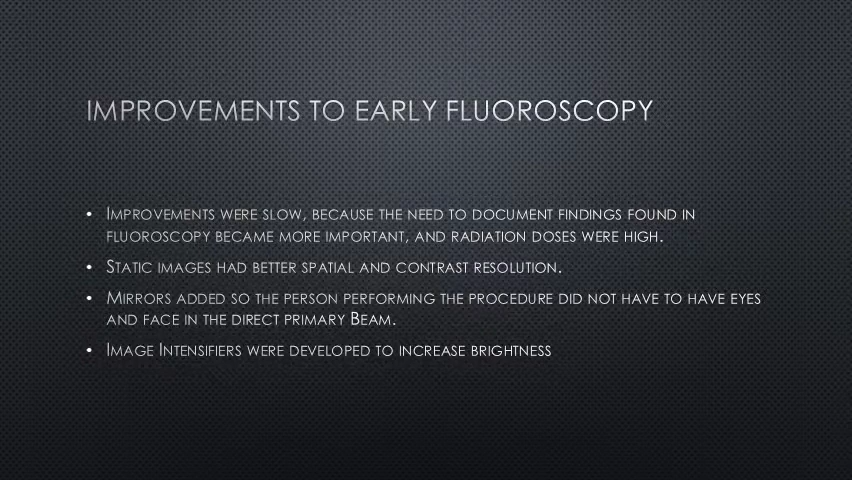 IMPROVEMENTS TO EARLY FLUOROSCOPY
• IMPROVEMENTS WERE SLOW, BECAUSE THE NEED TO DOCUMENT FINDINGS FOUND IN
FLUOROSCOPY BECAME MORE IMPORTANT, AND RADIATION DOSES WERE HIGH.
• STATIC IMAGES HAD BETTER SPATIAL AND CONTRAST RESOLUTION.
• MIRRORS ADDED SO THE PERSON PERFORMING THE PROCEDURE DID NOT HAVE TO HAVE EYES
AND FACE IN THE DIRECT PRIMARY BEAM.
• IMAGE INTENSIFIERS WERE DEVELOPED TO INCREASE BRIGHTNESS